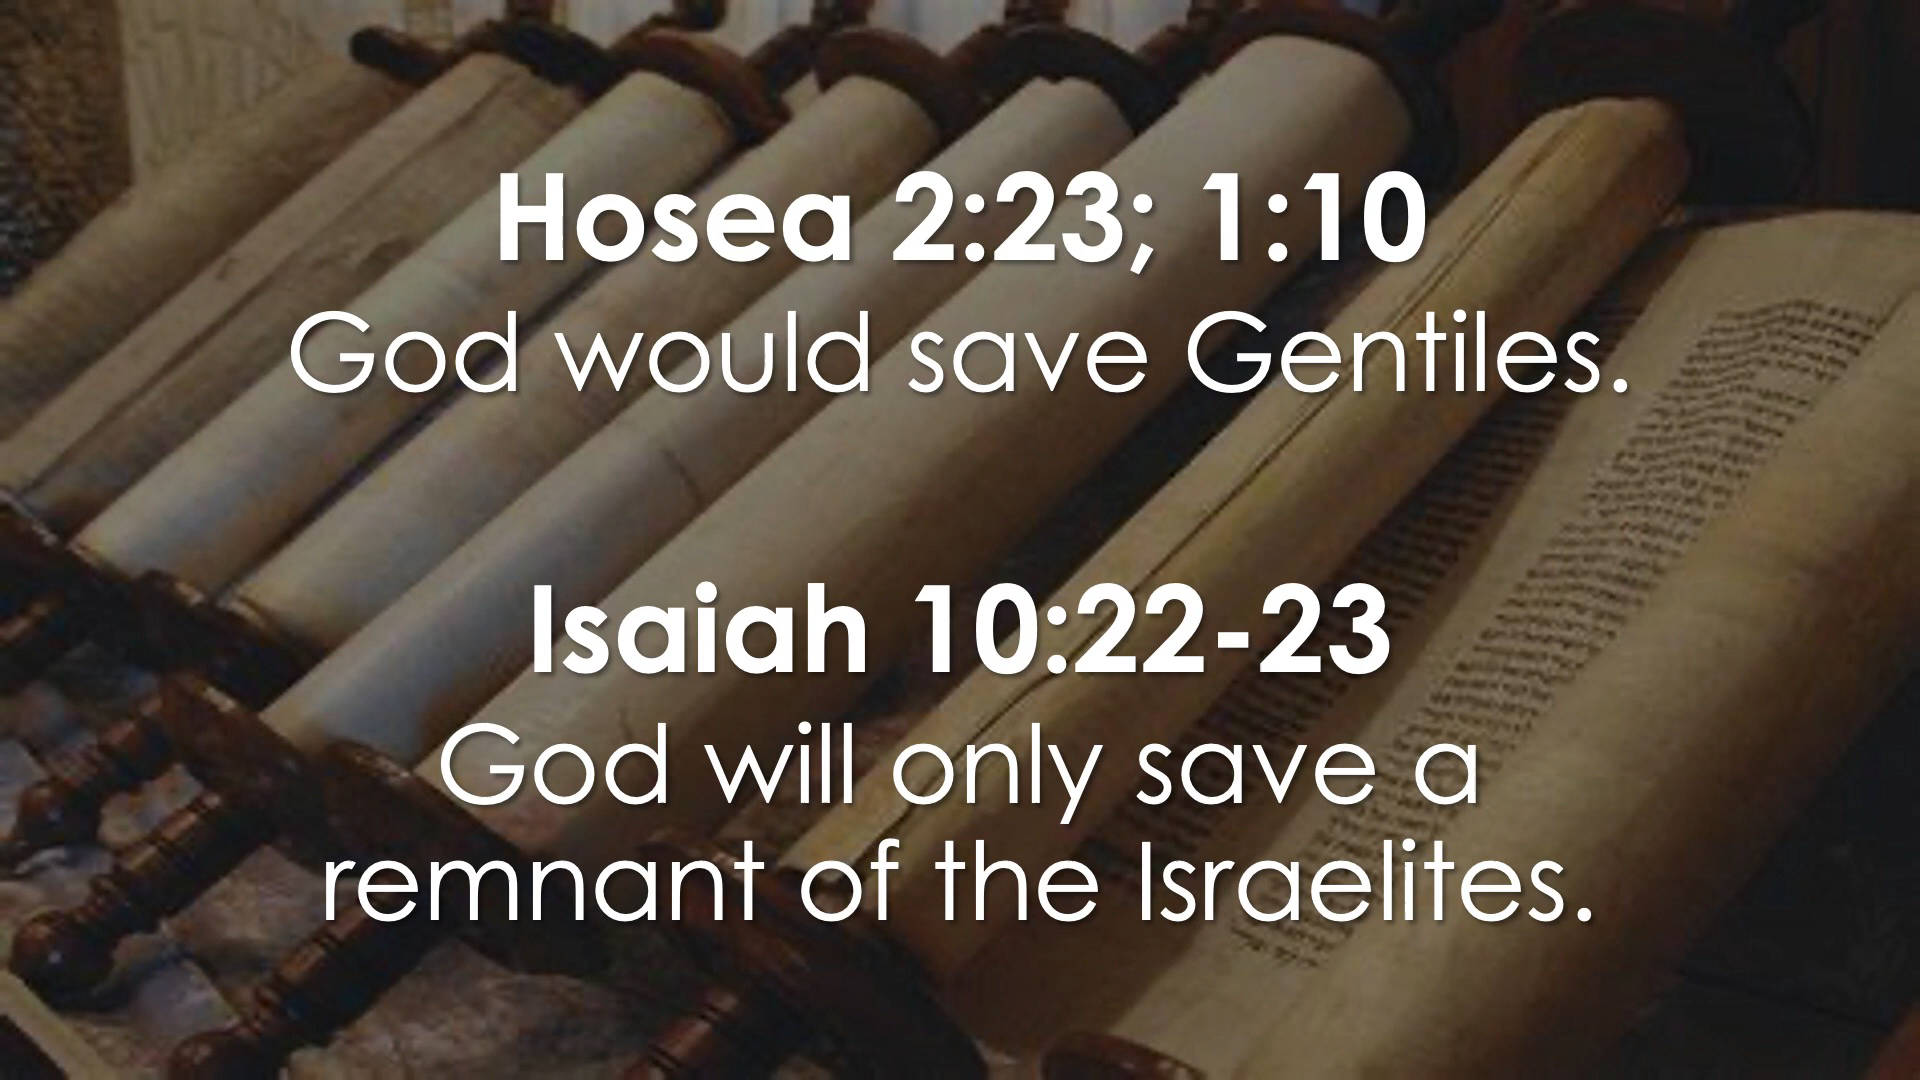 Hosea 2:23; 1:10
God would save Gentiles.
Isaiah 10:22-23
God will only save a
remnant of the Israelites.